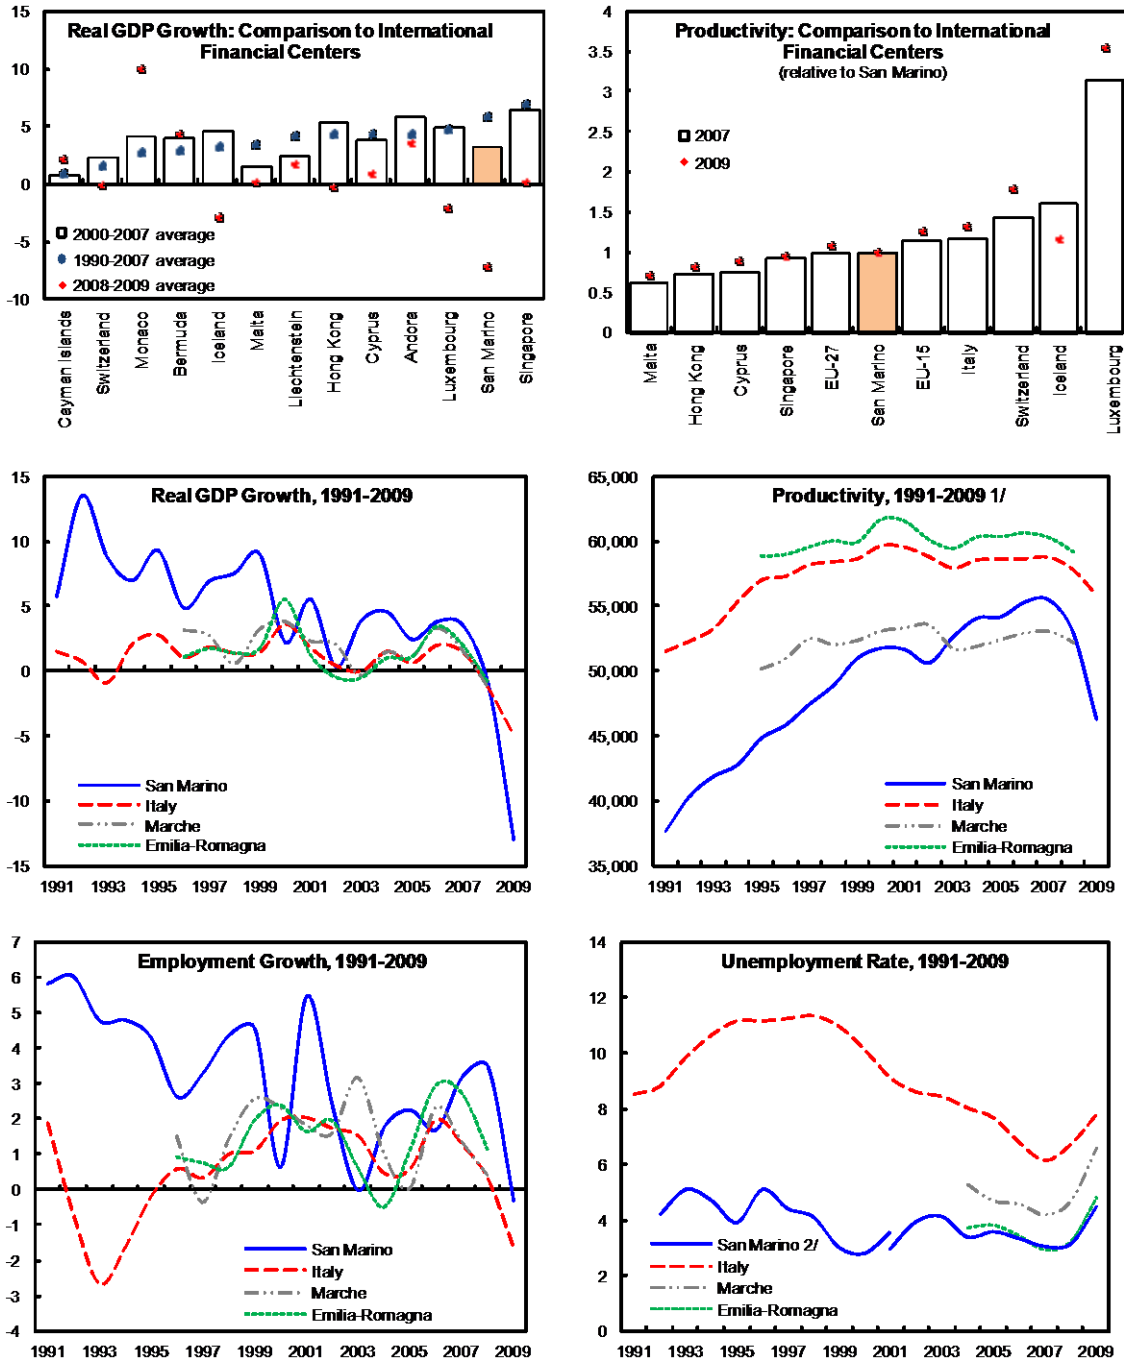 Real GDP Growth: Comparison to International
Financial Centers
15
10
5
0
-5
-10
2000-2007 average
1990-2007 average
2008-2009 average
Cayman Islands
Switzerland
Monaco
Bermuda
Iceland
Malta
Liechtenstein
Hong Kong
Cyprus
Andora
Luxembourg
San Marino
Singapore
Productivity: Comparison to International
Financial Centers
(relative to San Marino)
4
3.5
3
2.5
2
1.5
1
0.5
0
2007
2009
Malta
Hong Kong
Cyprus
Singapore
EU-27
San Marino
EU-15
Italy
Switzerland
Iceland
Luxembourg
Real GDP Growth, 1991-2009
15
10
5
0
-5
-10
-15
San Marino
Italy
Marche
Emilia-Romagna
1991 1993 1995 1997 1999 2001 2003 2005 2007 2009
Productivity, 1991-2009 1/
65,000
60,000
55,000
50,000
45,000
40,000
35,000
San Marino
Italy
Marche
Emilia-Romagna
1991 1993 1995 1997 1999 2001 2003 2005 2007 2009
Employment Growth, 1991-2009
7
6
5
4
3
2
1
0
-1
-2
-3
-4
San Marino
Italy
Marche
Emilia-Romagna
1991 1993 1995 1997 1999 2001 2003 2005 2007 2009
Unemployment Rate, 1991-2009
14
12
10
8
6
4
2
0
San Marino 2/
Italy
Marche
Emilia-Romagna
1991 1993 1995 1997 1999 2001 2003 2005 2007 2009